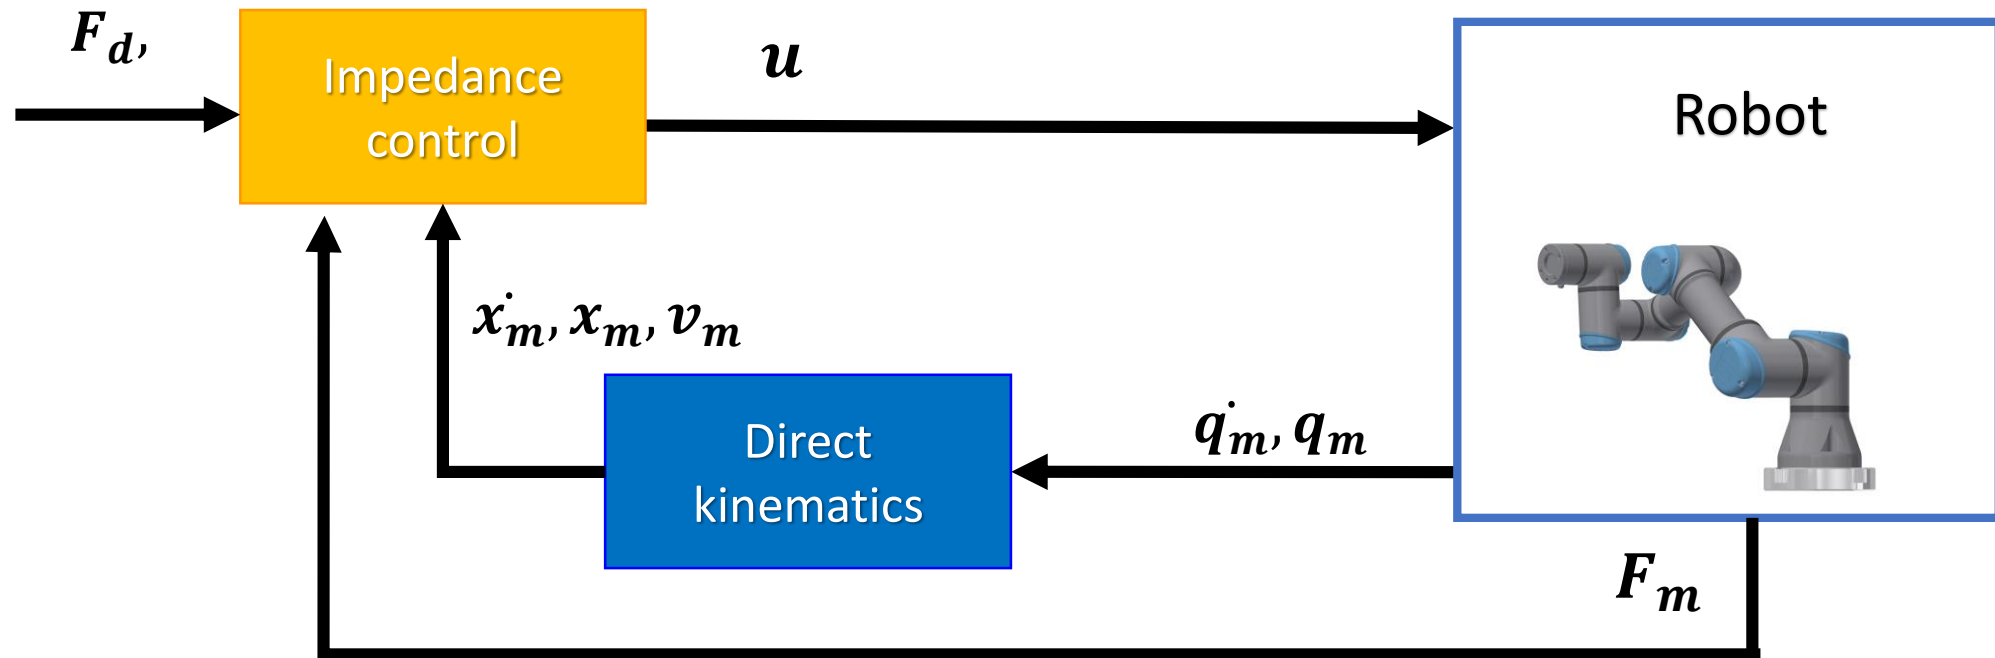 F_d,
Impedance
control
u
Robot
ẋ_m, x_m, v_m
Direct
kinematics
q̇_m, q_m
F_m